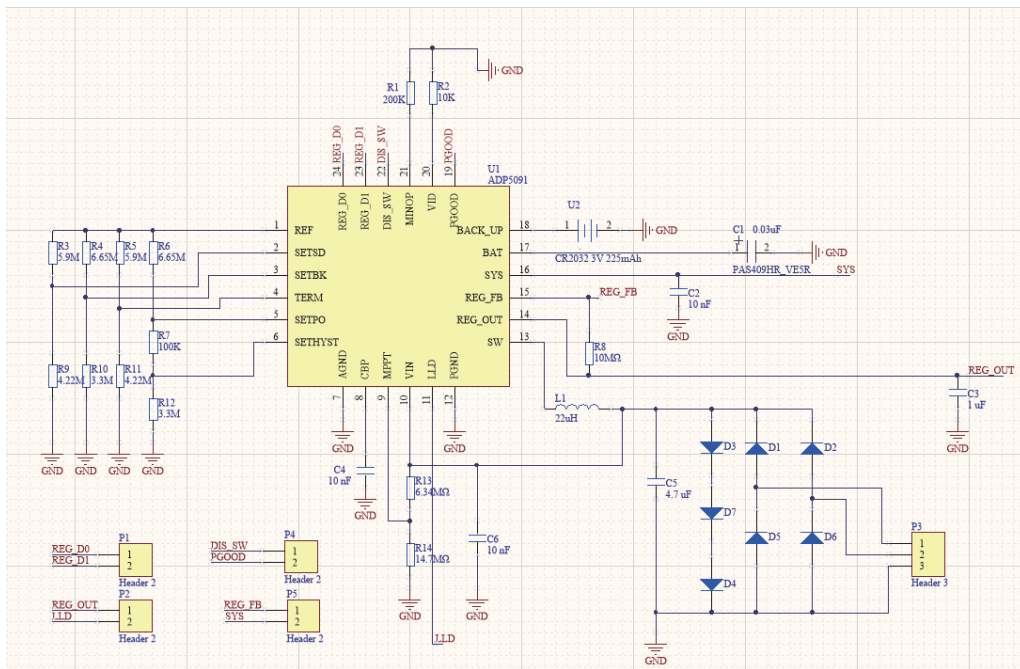 GND
R1
200K
R2
10K
REG_D0
REG_D1
DIS_SW
PGOOD
24
23
22
21
20
19
U1
ADP5091
REG_D0
REG_D1
DIS_SW
MINOP
VID
PGOOD
1
REF
2
SETSD
3
SETBK
4
TERM
5
SETPO
6
SETHYST
BACK_UP
18
BAT
17
SYS
16
REG_FB
15
REG_OUT
14
SW
13
AGND
CBP
MPPT
VIN
LLD
PGND
7
8
9
10
11
12
R3
5.9M
R4
6.65M
R5
5.9M
R6
6.65M
R7
100K
R9
4.22M
R10
3.3M
R11
4.22M
R12
3.3M
GND
GND
GND
GND
U2
1
2
GND
CR2032 3V 225mAh
C1
0.03uF
1
2
GND
PAS409HR_VE5R
SYS
C2
10 nF
GND
REG_FB
R8
10MΩ
REG_OUT
C3
1 uF
GND
L1
22uH
GND
GND
C4
10 nF
GND
R13
6.34MΩ
R14
14.7MΩ
GND
C6
10 nF
GND
LLD
C5
4.7 uF
D3
D1
D2
D7
D5
D6
D4
GND
P3
1
2
3
Header 3
P1
REG_D0
1
REG_D1
2
Header 2
P4
DIS_SW
1
PGOOD
2
Header 2
P2
REG_OUT
1
LLD
2
Header 2
P5
REG_FB
1
SYS
2
Header 2